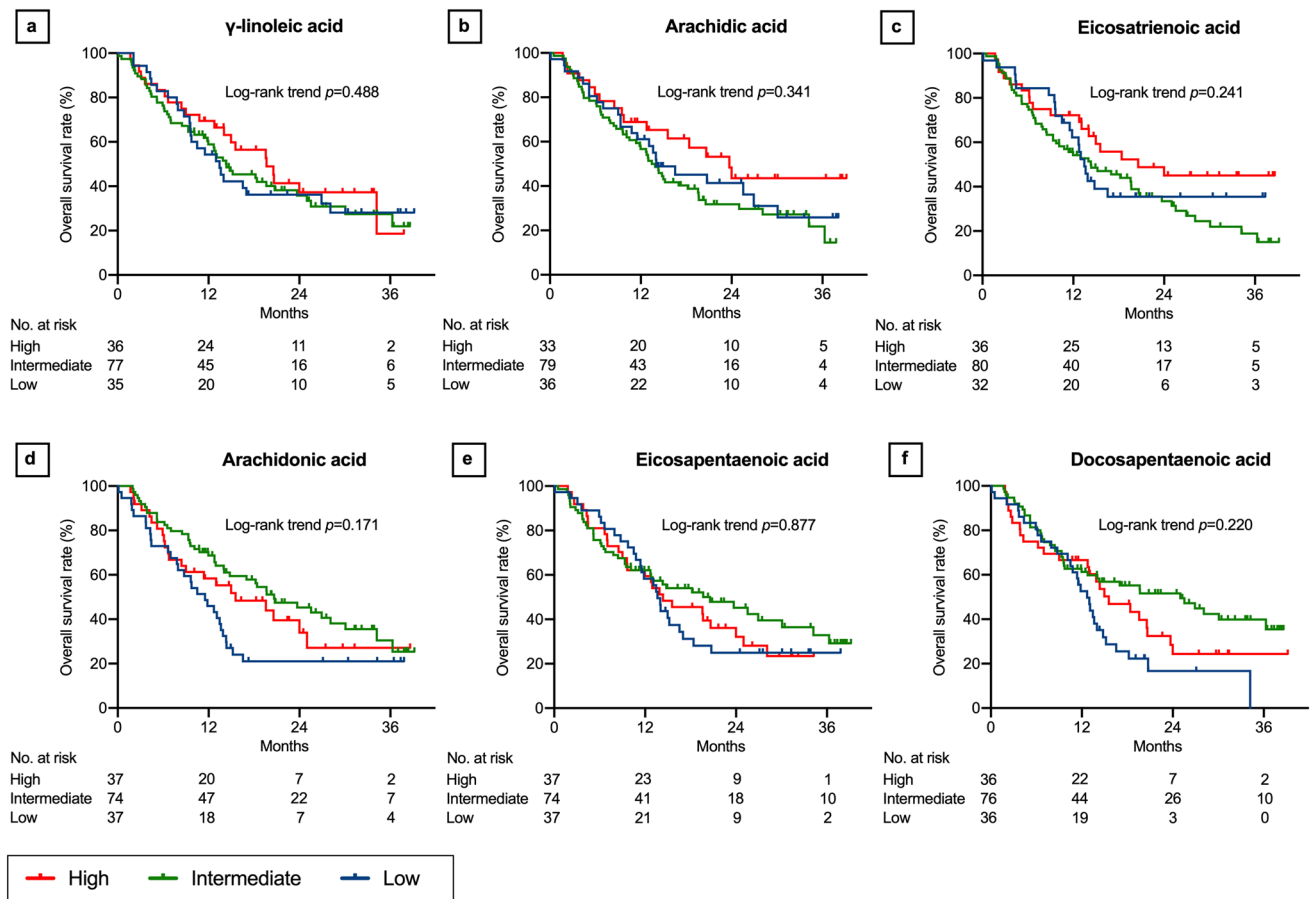 a γ-linoleic acid
Overall survival rate (%)
100
80
60
40
20
0
Log-rank trend p=0.488
0 12 24 36
Months
No. at risk
High 36 24 11 2
Intermediate 77 45 16 6
Low 35 20 10 5
b Arachidic acid
Overall survival rate (%)
100
80
60
40
20
0
Log-rank trend p=0.341
0 12 24 36
Months
No. at risk
High 33 20 10 5
Intermediate 79 43 16 4
Low 36 22 10 4
c Eicosatrienoic acid
Overall survival rate (%)
100
80
60
40
20
0
Log-rank trend p=0.241
0 12 24 36
Months
No. at risk
High 36 25 13 5
Intermediate 80 40 17 5
Low 32 20 6 3
d Arachidonic acid
Overall survival rate (%)
100
80
60
40
20
0
Log-rank trend p=0.171
0 12 24 36
Months
No. at risk
High 37 20 7 2
Intermediate 74 47 22 7
Low 37 18 7 4
e Eicosapentaenoic acid
Overall survival rate (%)
100
80
60
40
20
0
Log-rank trend p=0.877
0 12 24 36
Months
No. at risk
High 37 23 9 1
Intermediate 74 41 18 10
Low 37 21 9 2
f Docosapentaenoic acid
Overall survival rate (%)
100
80
60
40
20
0
Log-rank trend p=0.220
0 12 24 36
Months
No. at risk
High 36 22 7 2
Intermediate 76 44 26 10
Low 36 19 3 0
High Intermediate Low